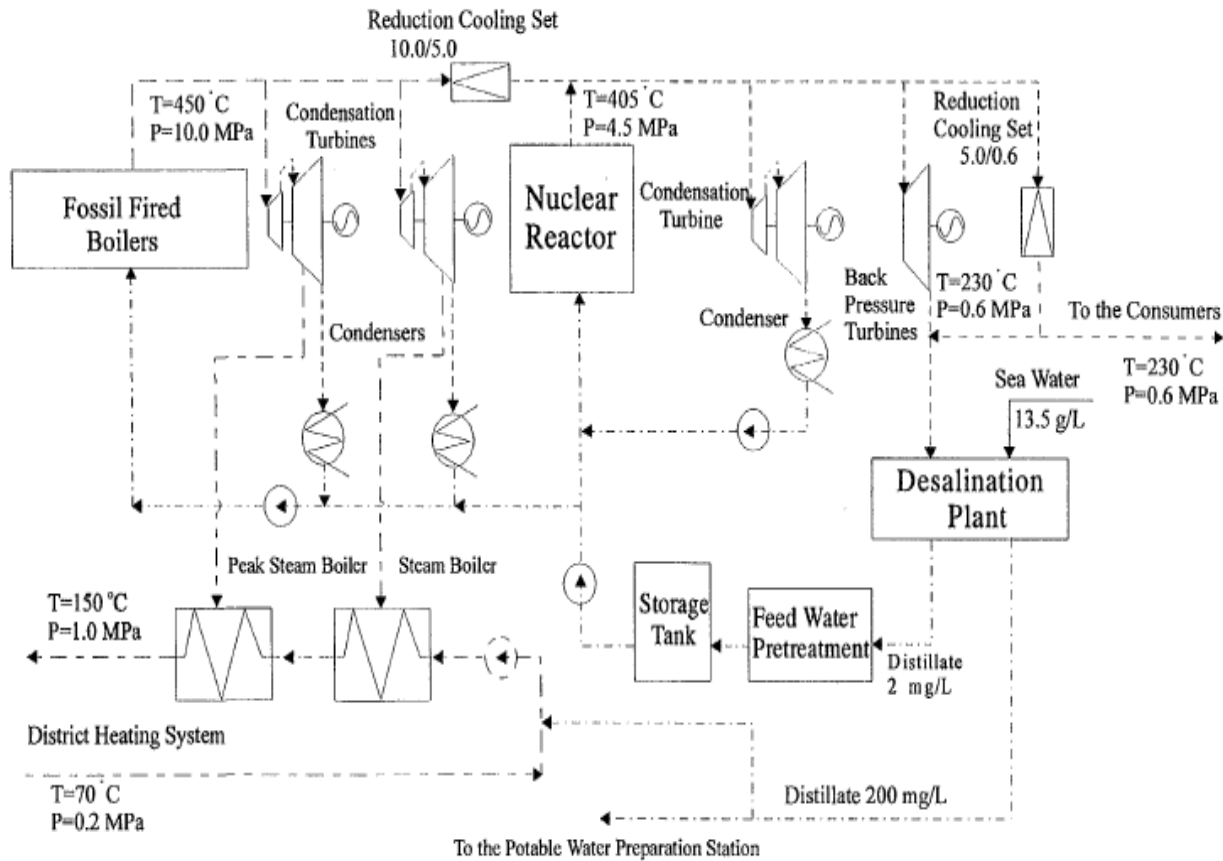 Reduction Cooling Set
10.0/5.0
T=450°C
P=10.0 MPa
Condensation
Turbines
T=405°C
P=4.5 MPa
Reduction
Cooling Set
5.0/0.6
Fossil Fired
Boilers
Nuclear
Reactor
Condensation
Turbine
Back
Pressure
Turbines
T=230°C
P=0.6 MPa
To the Consumers
T=230°C
P=0.6 MPa
Condensers
Condenser
Sea Water
13.5 g/L
Desalination
Plant
Peak Steam Boiler
Steam Boiler
T=150 °C
P=1.0 MPa
Storage
Tank
Feed Water
Pretreatment
Distillate
2 mg/L
District Heating System
T=70°C
P=0.2 MPa
Distillate 200 mg/L
To the Potable Water Preparation Station